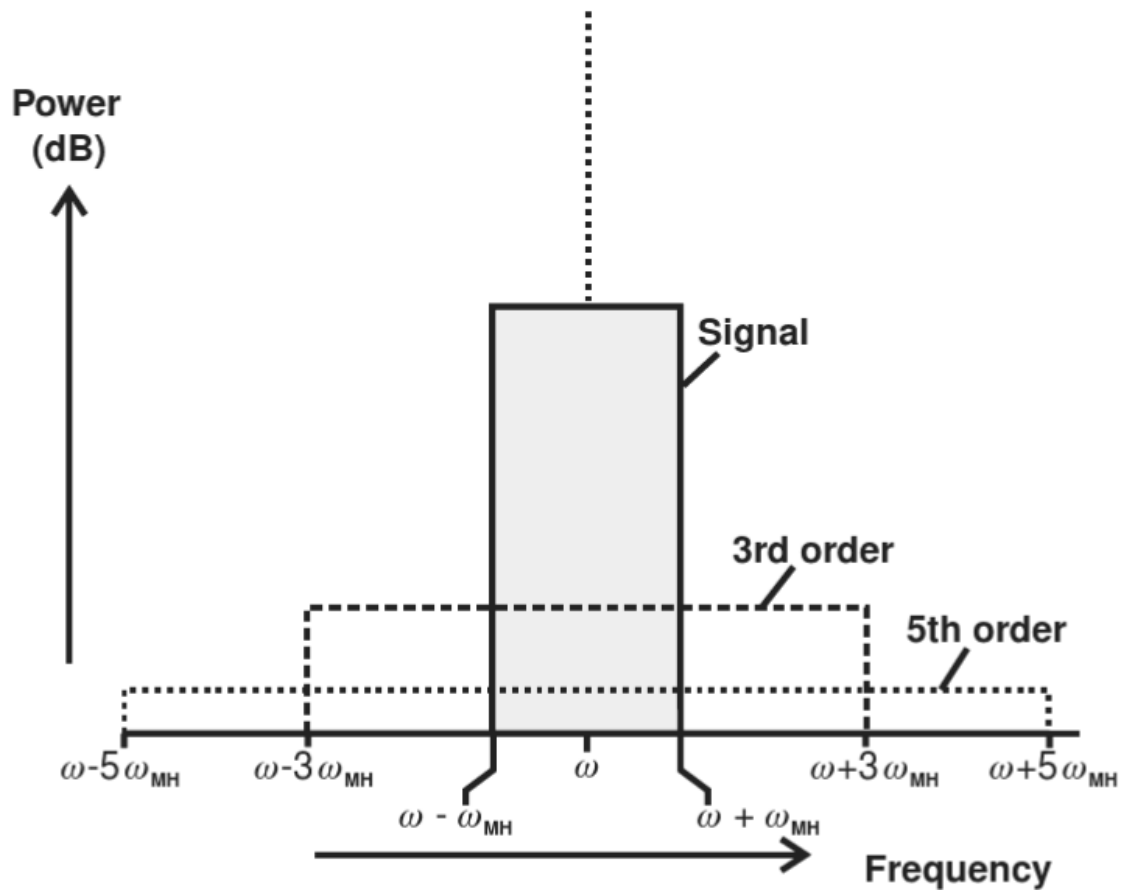 Power
(dB)
Signal
3rd order
5th order
ω-5ω_MH
ω-3ω_MH
ω
ω+3ω_MH
ω+5ω_MH
ω - ω_MH
ω + ω_MH
Frequency